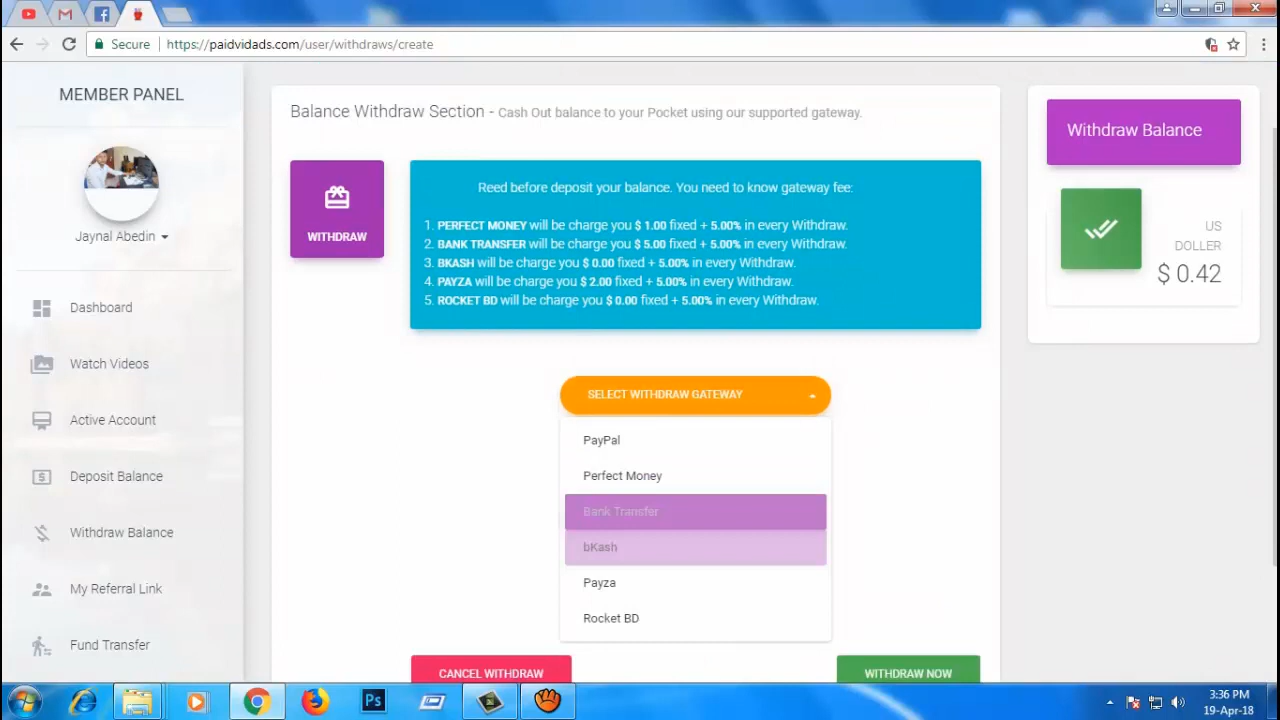 Secure
https://paidvidads.com/user/withdraws/create
MEMBER PANEL
Jaynal Abedin
Dashboard
Watch Videos
Active Account
Deposit Balance
Withdraw Balance
My Referral Link
Fund Transfer
Balance Withdraw Section - Cash Out balance to your Pocket using our supported gateway.
WITHDRAW
Reed before deposit your balance. You need to know gateway fee:
1. PERFECT MONEY will be charge you $ 1.00 fixed + 5.00% in every Withdraw.
2. BANK TRANSFER will be charge you $ 5.00 fixed + 5.00% in every Withdraw.
3. BKASH will be charge you $ 0.00 fixed + 5.00% in every Withdraw.
4. PAYZA will be charge you $ 2.00 fixed + 5.00% in every Withdraw.
5. ROCKET BD will be charge you $ 0.00 fixed + 5.00% in every Withdraw.
SELECT WITHDRAW GATEWAY
PayPal
Perfect Money
Bank Transfer
bKash
Payza
Rocket BD
CANCEL WITHDRAW
WITHDRAW NOW
Withdraw Balance
US
DOLLER
$ 0.42
Ps
3:36 PM
19-Apr-18